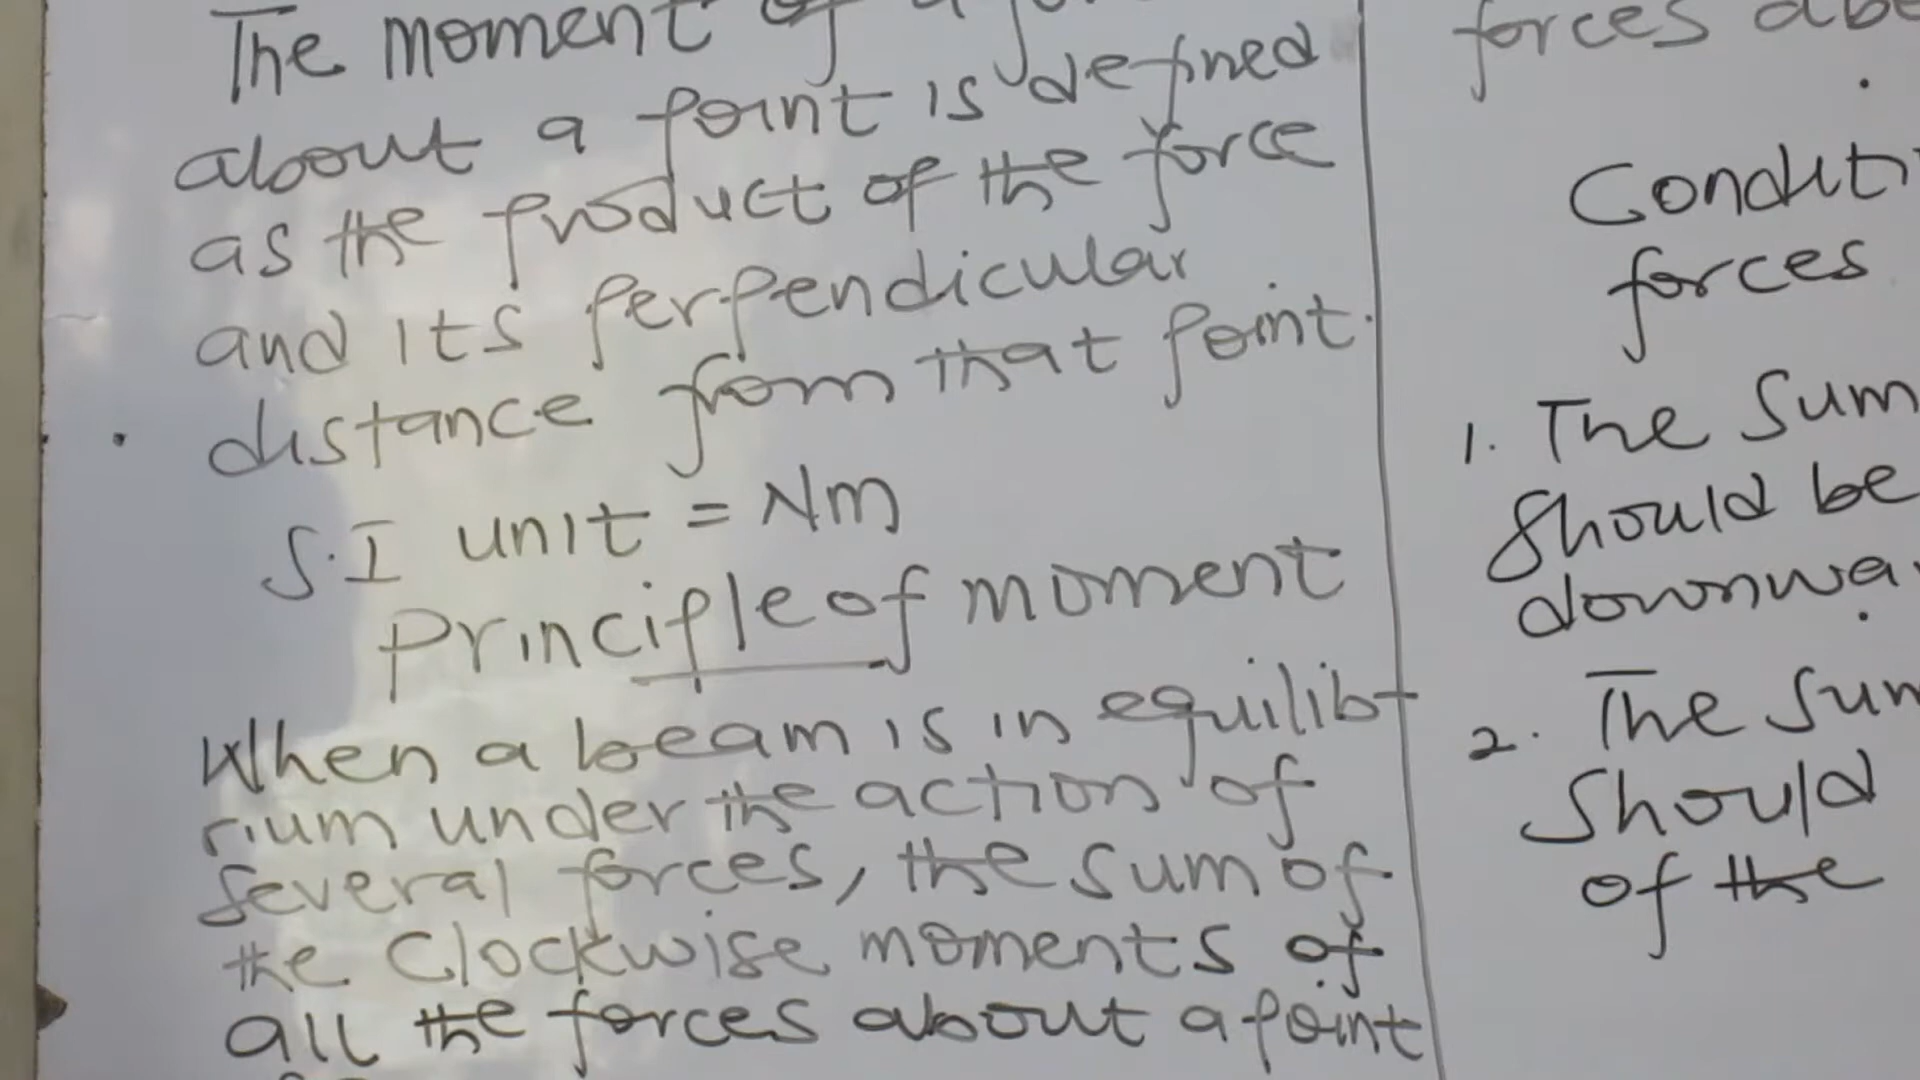 The moment of a
about a point is defined
as the product of the force
and its perpendicular
distance from that point.
S.I unit = Nm
Principle of moment
When a beam is in equilib-
rium under the action of
several forces, the sum of
the Clockwise moments of
all the forces about a point
forces abo
Conditi
forces
1. The Sum
Should be
downwa
2. The Sum
Should
of the